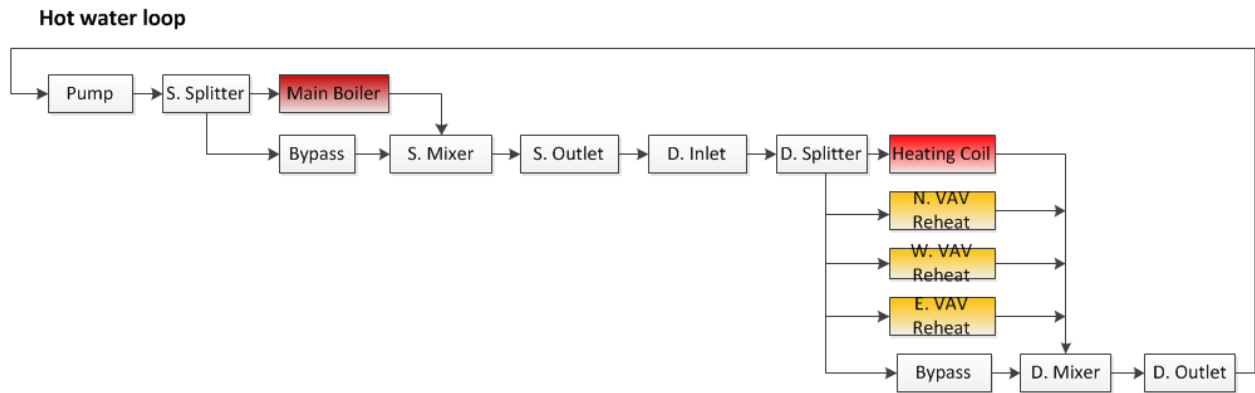 Hot water loop
Pump
S. Splitter
Main Boiler
Bypass
S. Mixer
S. Outlet
D. Inlet
D. Splitter
Heating Coil
N. VAV
Reheat
W. VAV
Reheat
E. VAV
Reheat
Bypass
D. Mixer
D. Outlet